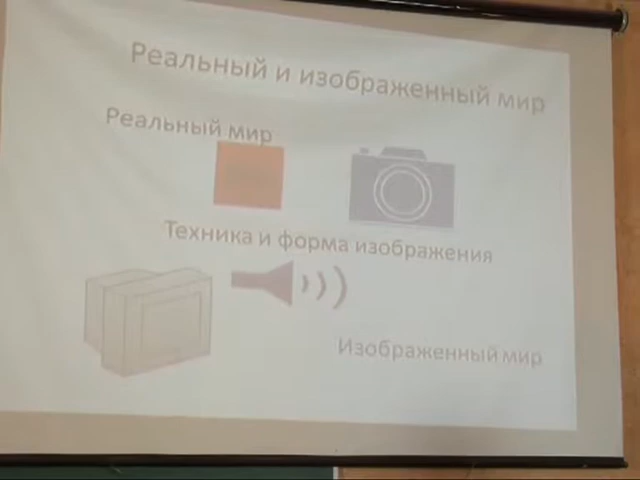 Реальный и изображенный мир
Реальный мир
Техника и форма изображения
Изображенный мир